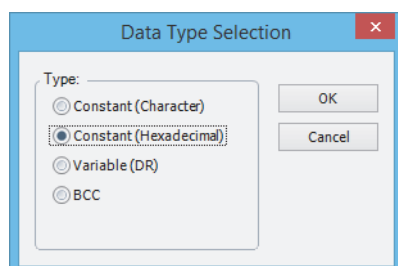 Data Type Selection
Type:
Constant (Character)
Constant (Hexadecimal)
Variable (DR)
BCC
OK
Cancel